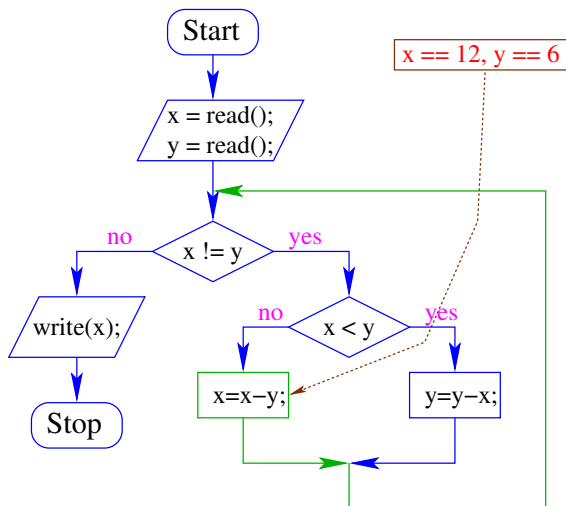 Start
x == 12, y == 6
x = read();
y = read();
no
x != y
yes
write(x);
no
x < y
yes
x=x−y;
y=y−x;
Stop